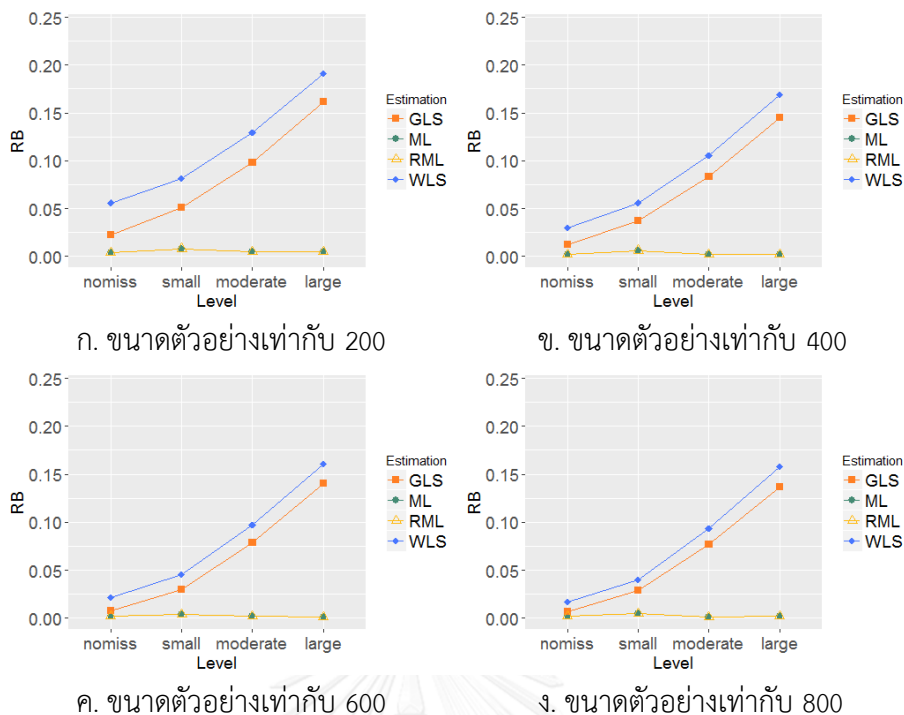 0.25
0.20
0.15
0.10
0.05
0.00
RB
nomiss small moderate large
Level
Estimation
GLS
ML
RML
WLS
ก. ขนาดตัวอย่างเท่ากับ 200
0.25
0.20
0.15
0.10
0.05
0.00
RB
nomiss small moderate large
Level
Estimation
GLS
ML
RML
WLS
ข. ขนาดตัวอย่างเท่ากับ 400
0.25
0.20
0.15
0.10
0.05
0.00
RB
nomiss small moderate large
Level
Estimation
GLS
ML
RML
WLS
ค. ขนาดตัวอย่างเท่ากับ 600
0.25
0.20
0.15
0.10
0.05
0.00
RB
nomiss small moderate large
Level
Estimation
GLS
ML
RML
WLS
ง. ขนาดตัวอย่างเท่ากับ 800